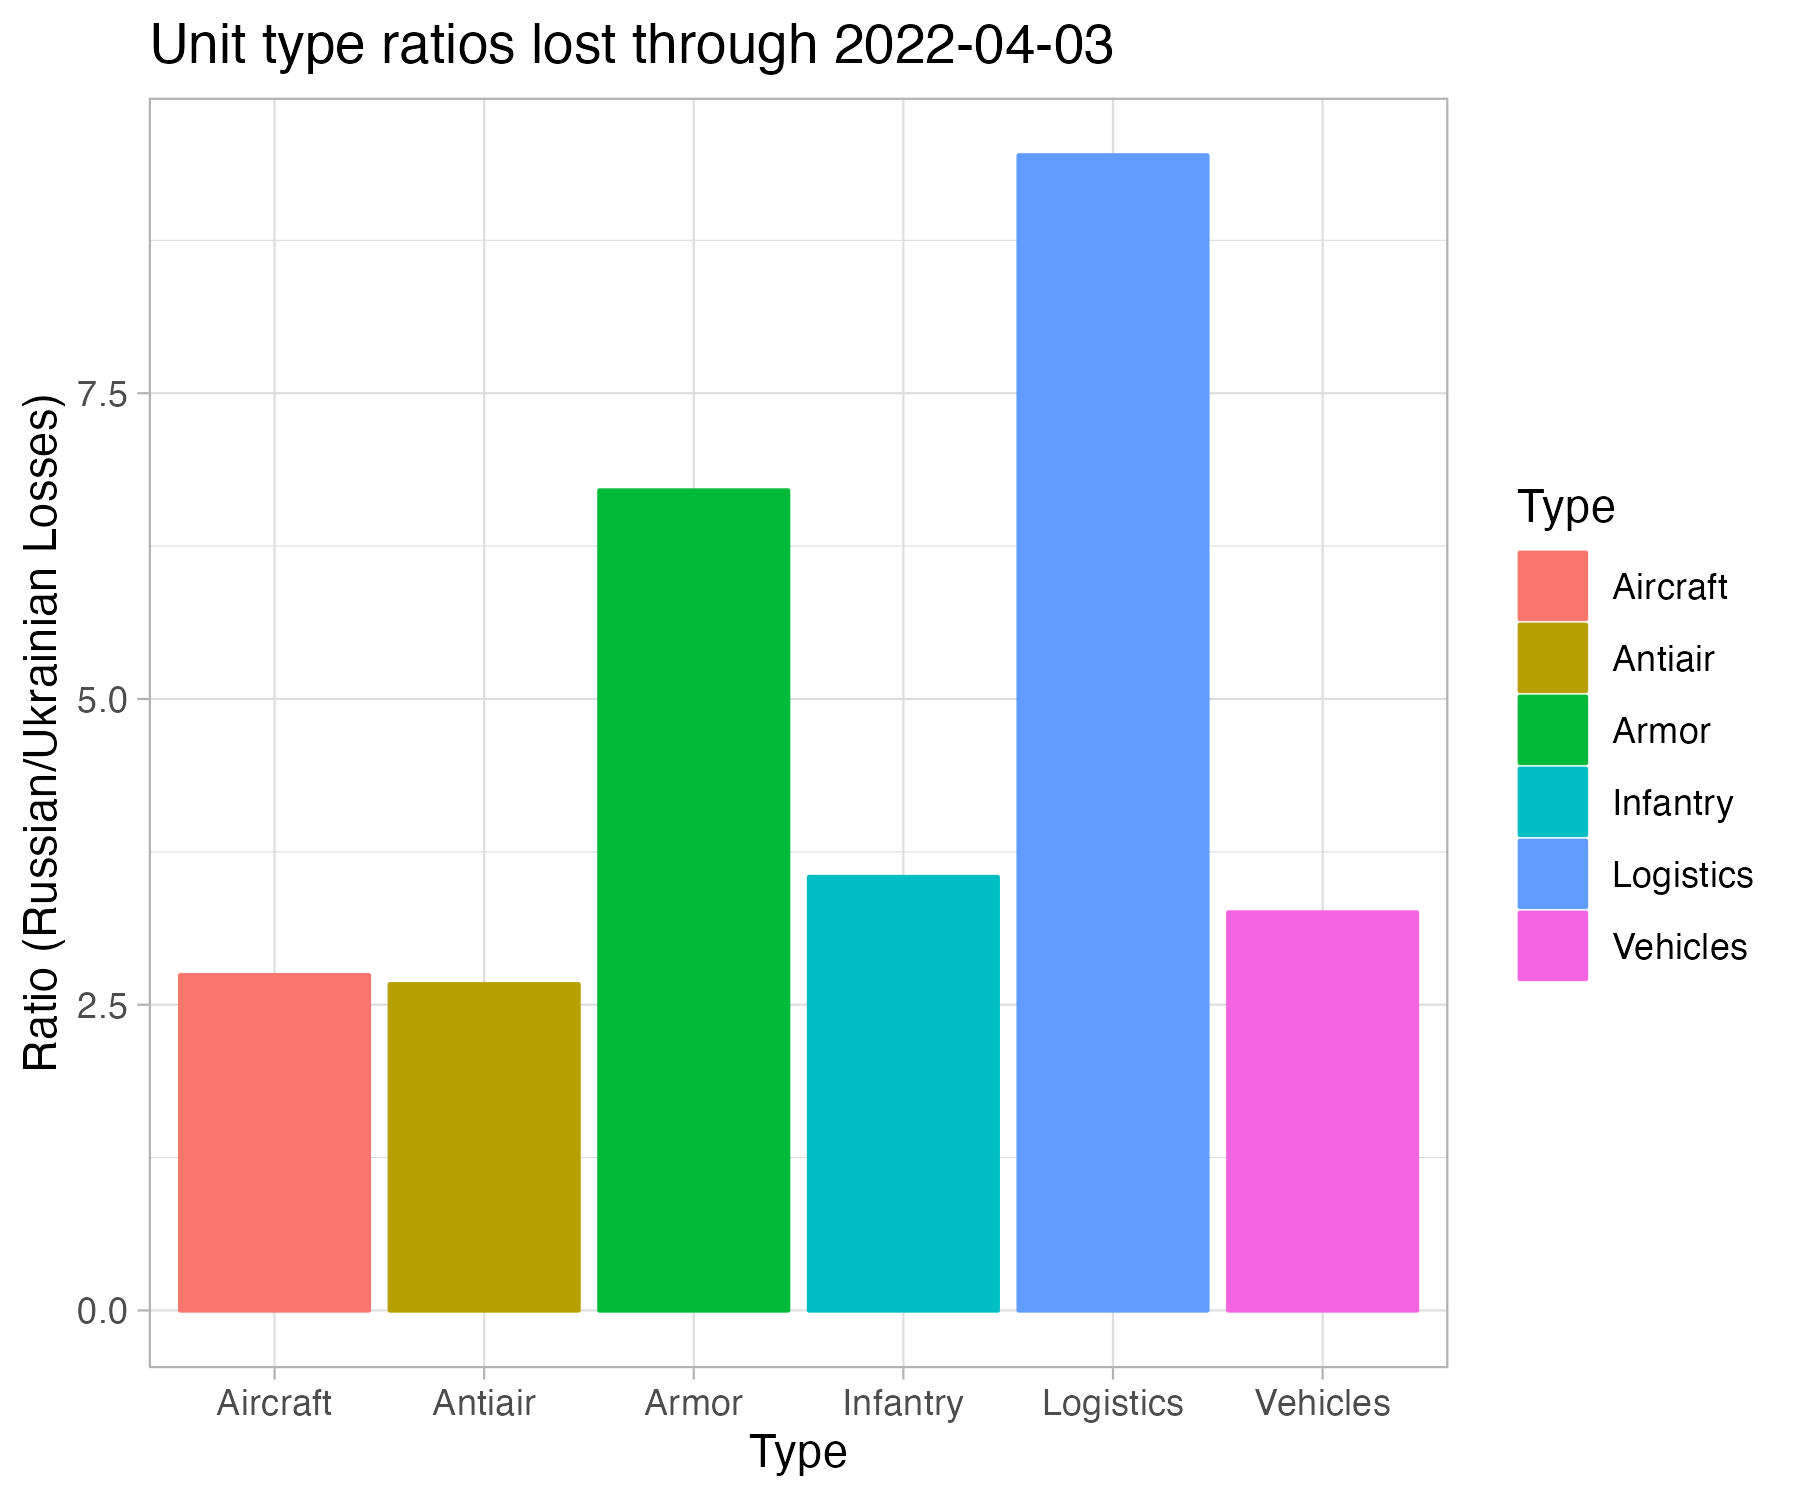 Unit type ratios lost through 2022-04-03
Ratio (Russian/Ukrainian Losses)
7.5
5.0
2.5
0.0
Aircraft
Antiair
Armor
Infantry
Logistics
Vehicles
Type
Type
Aircraft
Antiair
Armor
Infantry
Logistics
Vehicles